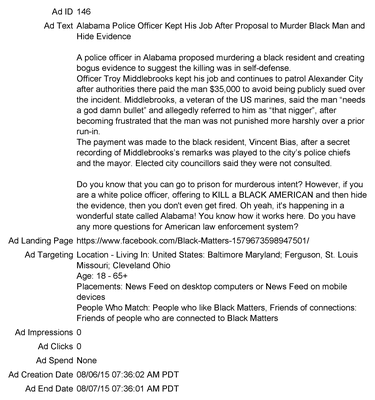 Ad ID 146
Ad Text Alabama Police Officer Kept His Job After Proposal to Murder Black Man and
Hide Evidence
A police officer in Alabama proposed murdering a black resident and creating
bogus evidence to suggest the killing was in self-defense.
Officer Troy Middlebrooks kept his job and continues to patrol Alexander City
after authorities there paid the man $35,000 to avoid being publicly sued over
the incident. Middlebrooks, a veteran of the US marines, said the man “needs
a god damn bullet” and allegedly referred to him as “that nigger”, after
becoming frustrated that the man was not punished more harshly over a prior
run-in.
The payment was made to the black resident, Vincent Bias, after a secret
recording of Middlebrooks’s remarks was played to the city’s police chiefs
and the mayor. Elected city councillors said they were not consulted.
Do you know that you can go to prison for murderous intent? However, if you
are a white police officer, offering to KILL a BLACK AMERICAN and then hide
the evidence, then you don't even get fired. Oh yeah, it's happening in a
wonderful state called Alabama! You know how it works here. Do you have
any more questions for American law enforcement system?
Ad Landing Page https://www.facebook.com/Black-Matters-1579673598947501/
Ad Targeting Location - Living In: United States: Baltimore Maryland; Ferguson, St. Louis
Missouri; Cleveland Ohio
Age: 18 - 65+
Placements: News Feed on desktop computers or News Feed on mobile
devices
People Who Match: People who like Black Matters, Friends of connections:
Friends of people who are connected to Black Matters
Ad Impressions 0
Ad Clicks 0
Ad Spend None
Ad Creation Date 08/06/15 07:36:02 AM PDT
Ad End Date 08/07/15 07:36:01 AM PDT